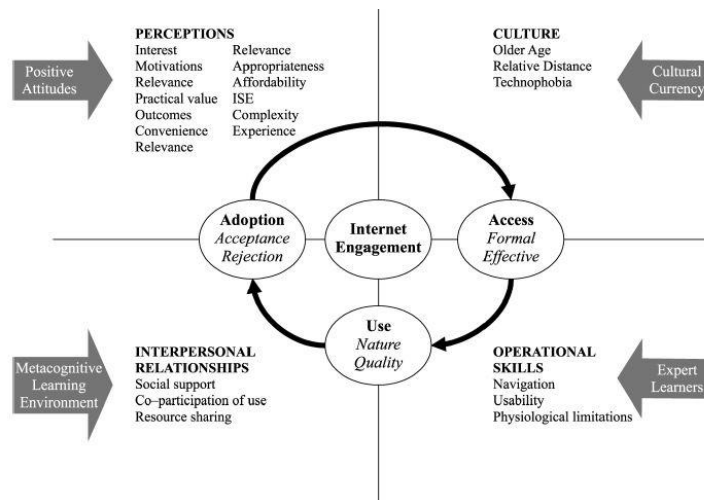 PERCEPTIONS
Interest
Motivations
Relevance
Practical value
Outcomes
Convenience
Relevance
Relevance
Appropriateness
Affordability
ISE
Complexity
Experience
Positive
Attitudes
CULTURE
Older Age
Relative Distance
Technophobia
Cultural
Currency
Adoption
Acceptance
Rejection
Internet
Engagement
Access
Formal
Effective
Use
Nature
Quality
Metacognitive
Learning
Environment
INTERPERSONAL
RELATIONSHIPS
Social support
Co–participation of use
Resource sharing
OPERATIONAL
SKILLS
Navigation
Usability
Physiological limitations
Expert
Learners